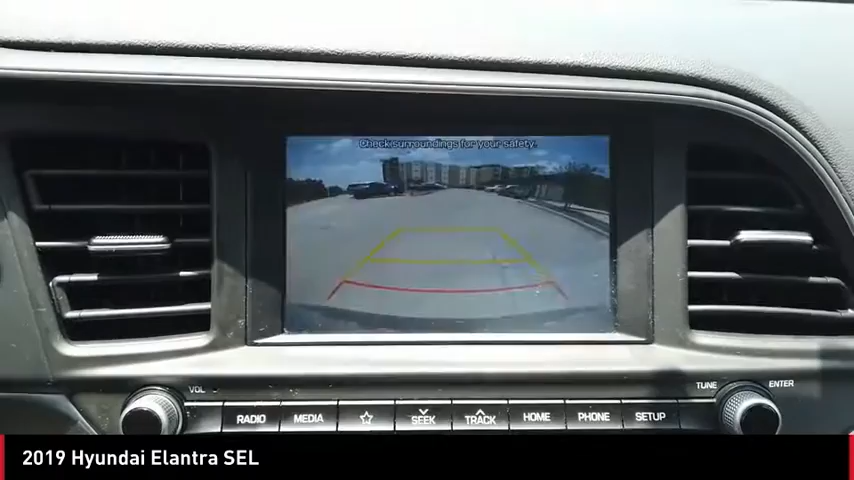 Check surroundings for your safety.
VOL
TUNE
ENTER
RADIO
MEDIA
SEEK
TRACK
HOME
PHONE
SETUP
2019 Hyundai Elantra SEL